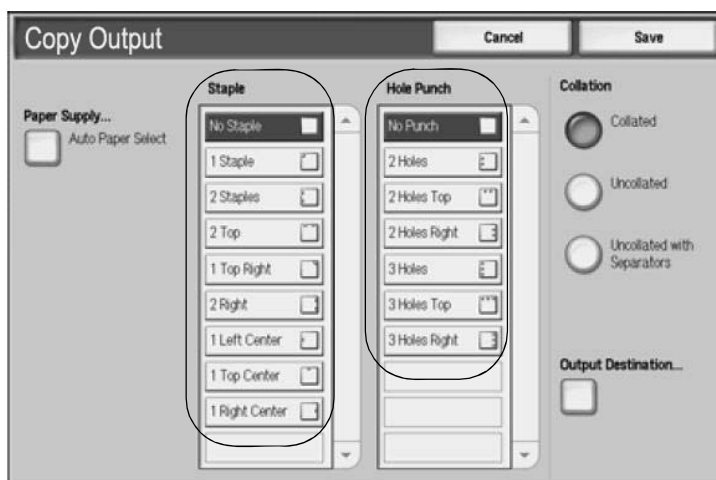 Copy Output
Cancel
Save
Paper Supply...
Auto Paper Select
Staple
No Staple
1 Staple
2 Staples
2 Top
1 Top Right
2 Right
1 Left Center
1 Top Center
1 Right Center
Hole Punch
No Punch
2 Holes
2 Holes Top
2 Holes Right
3 Holes
3 Holes Top
3 Holes Right
Collation
Collated
Uncollated
Uncollated with
Separators
Output Destination...